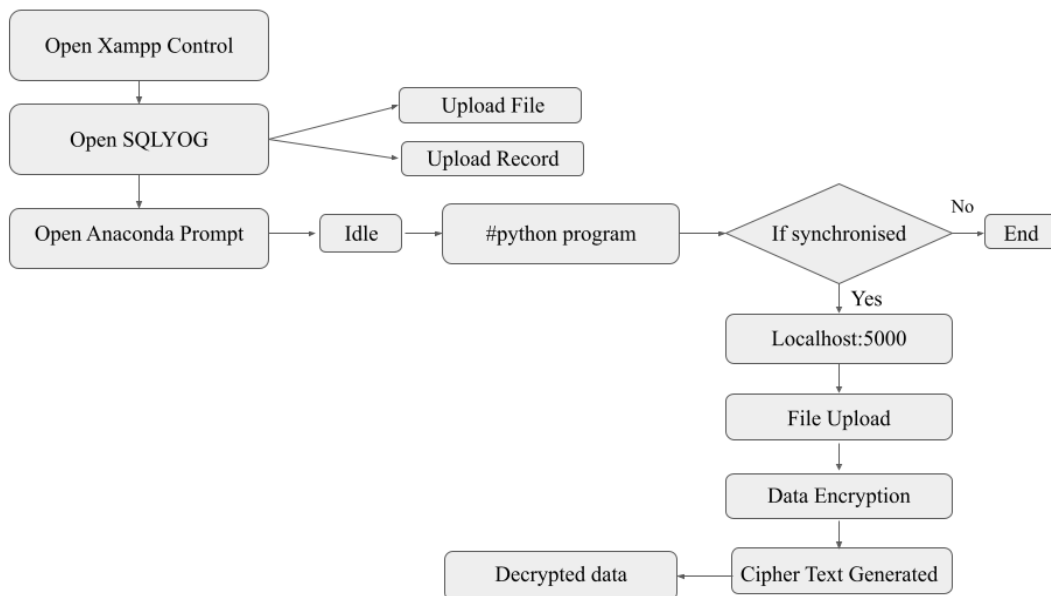 Open Xampp Control
Open SQLYOG
Upload File
Upload Record
Open Anaconda Prompt
Idle
#python program
If synchronised
No
End
Yes
Localhost:5000
File Upload
Data Encryption
Cipher Text Generated
Decrypted data